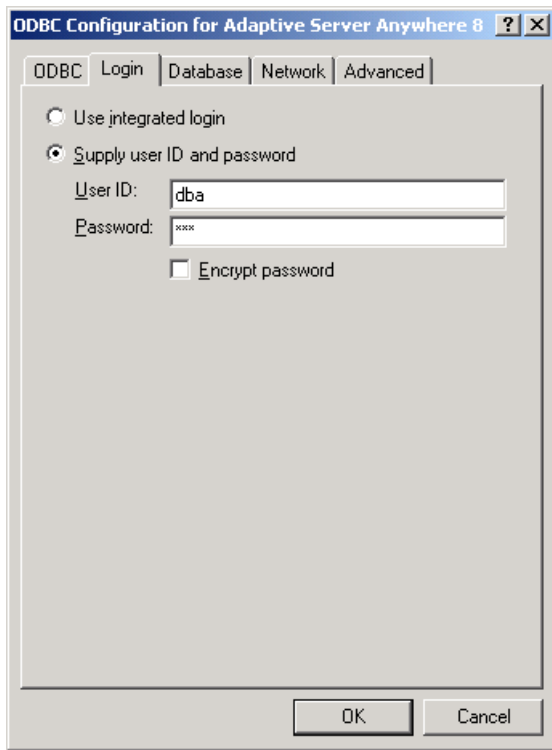 ODBC Configuration for Adaptive Server Anywhere 8 ? X
ODBC Login Database Network Advanced
Use integrated login
Supply user ID and password
User ID: dba
Password: ***
Encrypt password
OK Cancel